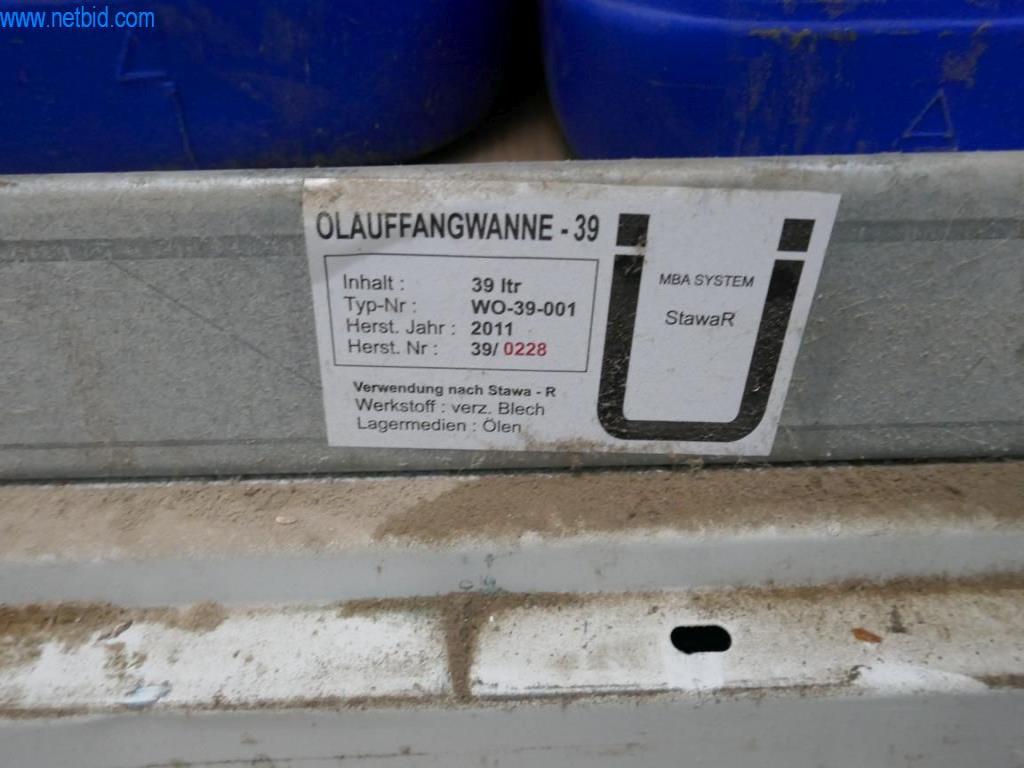 www.netbid.com
ÖLAUFFANGWANNE - 39
Inhalt : 39 ltr
Typ-Nr : WO-39-001
Herst. Jahr : 2011
Herst. Nr : 39/ 0228
Verwendung nach Stawa - R
Werkstoff : verz. Blech
Lagermedien : Ölen
Ü
MBA SYSTEM
StawaR